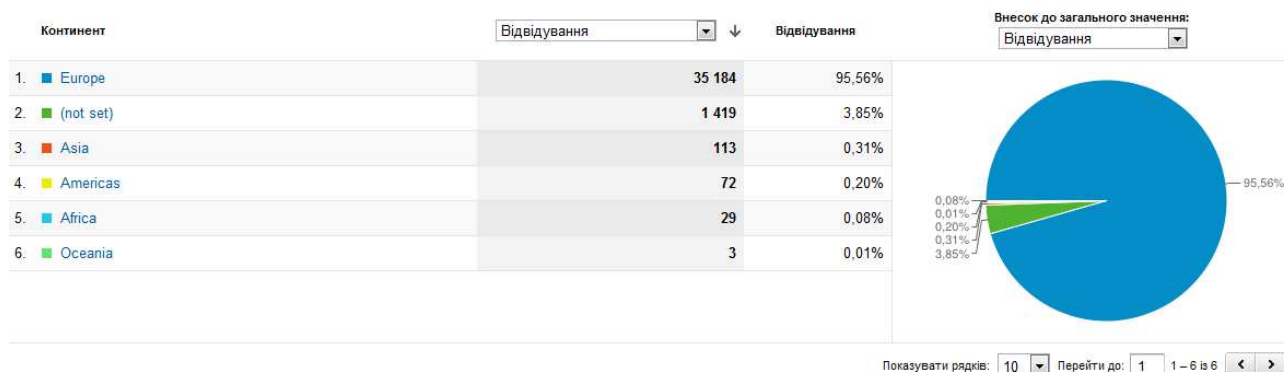 Континент Відвідування Відвідування Внесок до загального значення:
Відвідування
1. Europe 35 184 95,56%
2. (not set) 1 419 3,85%
3. Asia 113 0,31%
4. Americas 72 0,20%
5. Africa 29 0,08%
6. Oceania 3 0,01%
95,56%
0,08%
0,01%
0,20%
0,31%
3,85%
Показувати рядків: 10 Перейти до: 1 1 – 6 із 6